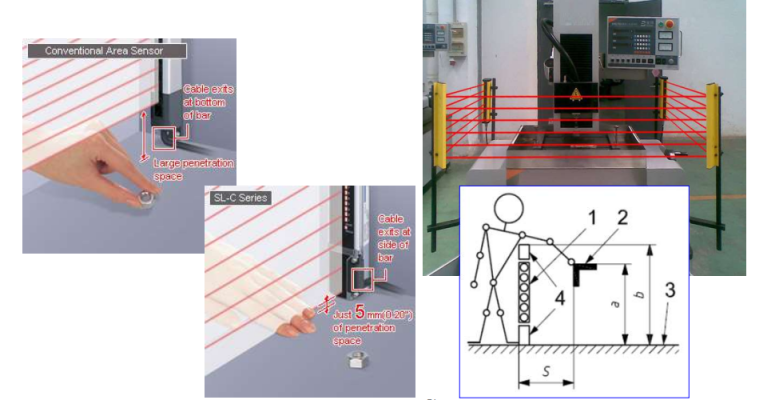 Conventional Area Sensor
Cable exits
at bottom
of bar
Large penetration
space
SL-C Series
Cable
exits at
side of
bar
Just 5 mm(0.20")
of penetration
space
1
2
3
4
a
b
S